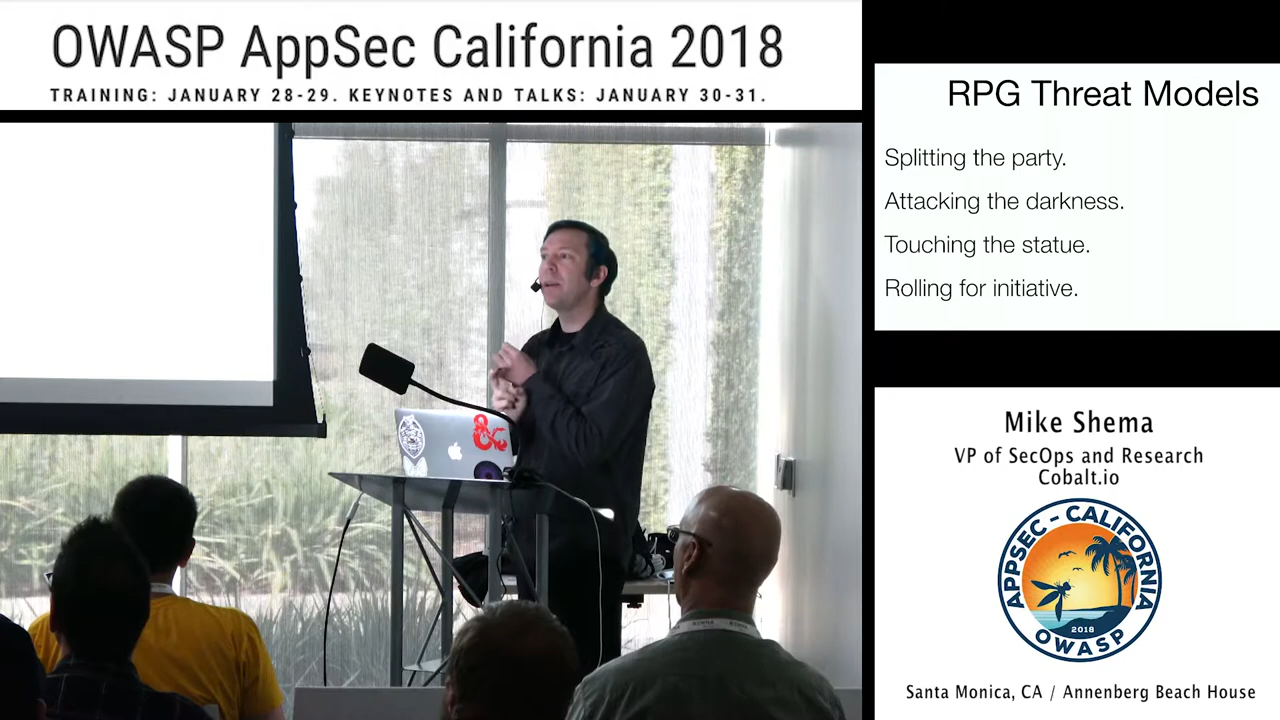 OWASP AppSec California 2018
TRAINING: JANUARY 28-29. KEYNOTES AND TALKS: JANUARY 30-31.
RPG Threat Models
Splitting the party.
Attacking the darkness.
Touching the statue.
Rolling for initiative.
Mike Shema
VP of SecOps and Research
Cobalt.io
APPSEC - CALIFORNIA
2018
OWASP
Santa Monica, CA / Annenberg Beach House